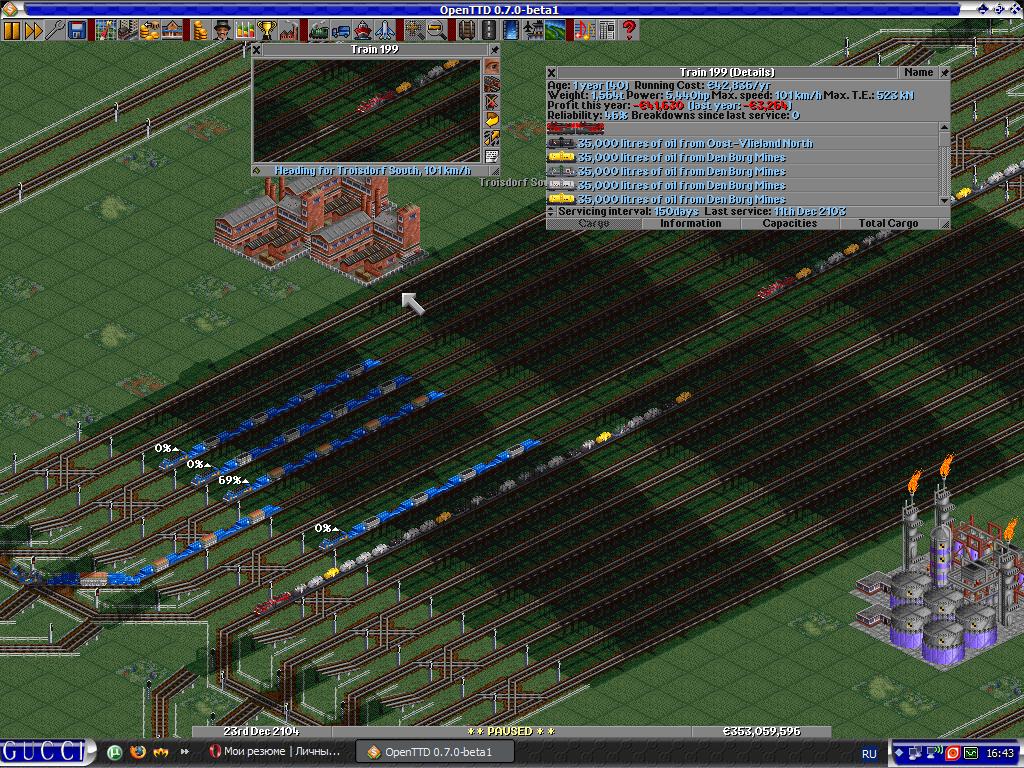 OpenTTD 0.7.0-beta1
Train 199
Heading for Troisdorf South, 101 km/h
Train 199 (Details)
Name
Age: 1 year (40) Running Cost: €42,636/yr
Weight: 1,564t Power: 5,440hp Max. speed: 101 km/h Max. T.E.: 523 kN
Profit this year: -€41,630 (last year: -€3,264)
Reliability: 46% Breakdowns since last service: 0
35,000 litres of oil from Oost-Vlieland North
35,000 litres of oil from Den Burg Mines
35,000 litres of oil from Den Burg Mines
35,000 litres of oil from Den Burg Mines
35,000 litres of oil from Den Burg Mines
Servicing interval: 150days Last service: 11th Dec 2103
Cargo Information Capacities Total Cargo
Troisdorf Sou
0%
0%
69%
0%
23rd Dec 2104
* * PAUSED * *
€353,059,596
GUCCI
Мои резюме | Личны...
OpenTTD 0.7.0-beta1
RU
16:43